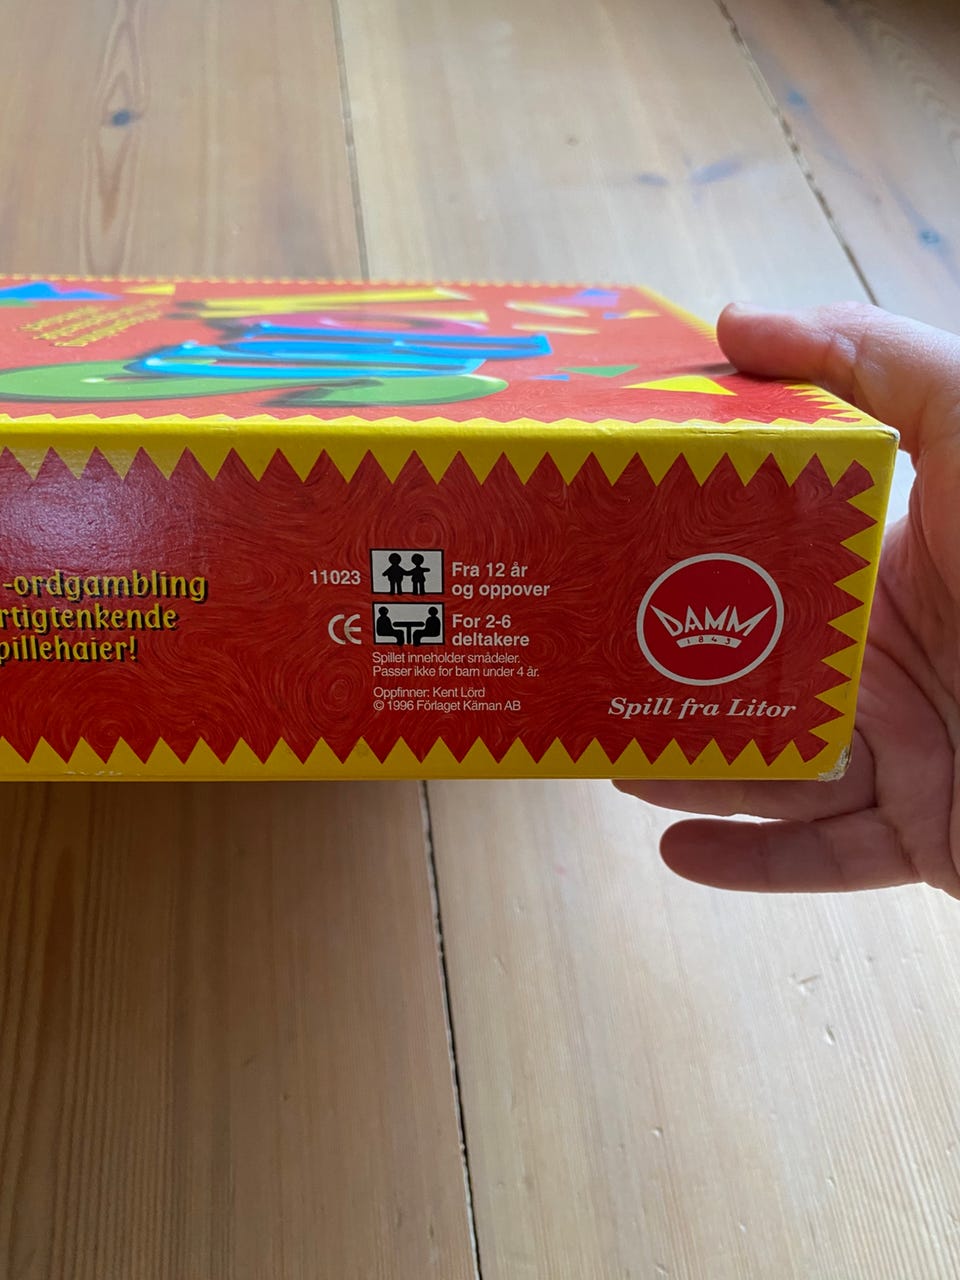 -ordgambling
rtigtenkende
pillehaier!
11023
Fra 12 år
og oppover
CE
For 2-6
deltakere
Spillet inneholder smådeler.
Passer ikke for barn under 4 år.
Oppfinner: Kent Lörd
© 1996 Förlaget Kärnan AB
DAMM
1843
Spill fra Litor